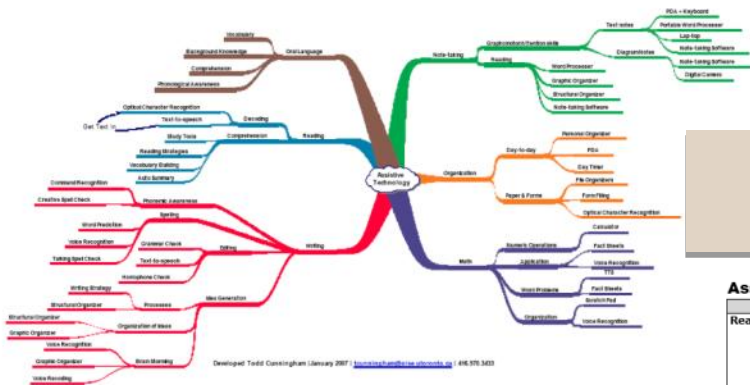 Assistive
Technology
Oral Language
Vocabulary
Background Knowledge
Comprehension
Phonological Awareness
Reading
Decoding
Optical Character Recognition
Text-to-speech
Get Text In
Comprehension
Study Tools
Reading Strategies
Vocabulary Building
Auto Summary
Writing
Phonemic Awareness
Command Recognition
Creative Spell Check
Spelling
Word Prediction
Voice Recognition
Talking Spell Check
Editing
Grammar Check
Text-to-speech
Homophone Check
Idea Generation
Processes
Writing Strategy
Structural Organizer
Organization of Ideas
Structural Organizer
Graphic Organizer
Brain Storming
Voice Recognition
Graphic Organizer
Voice Recording
Note-taking
Text notes
PDA + Keyboard
Portable Word Processor
Lap-top
Note-taking Software
Diagram Notes
Note-taking Software
Digital Camera
Reading
Word Processor
Graphic Organizer
Structural Organizer
Note-taking Software
Organization
Day-to-day
Personal Organizer
PDA
Day Timer
Paper & Forms
File Organizers
Form Filling
Optical Character Recognition
Math
Numeric Operations
Calculator
Application
Fact Sheets
Voice Recognition
Word Problems
TTS
Fact Sheets
Organization
Scratch Pad
Voice Recognition
Developed Todd Cunningham (January 2007 |
| 416.978.3433
As
Rea